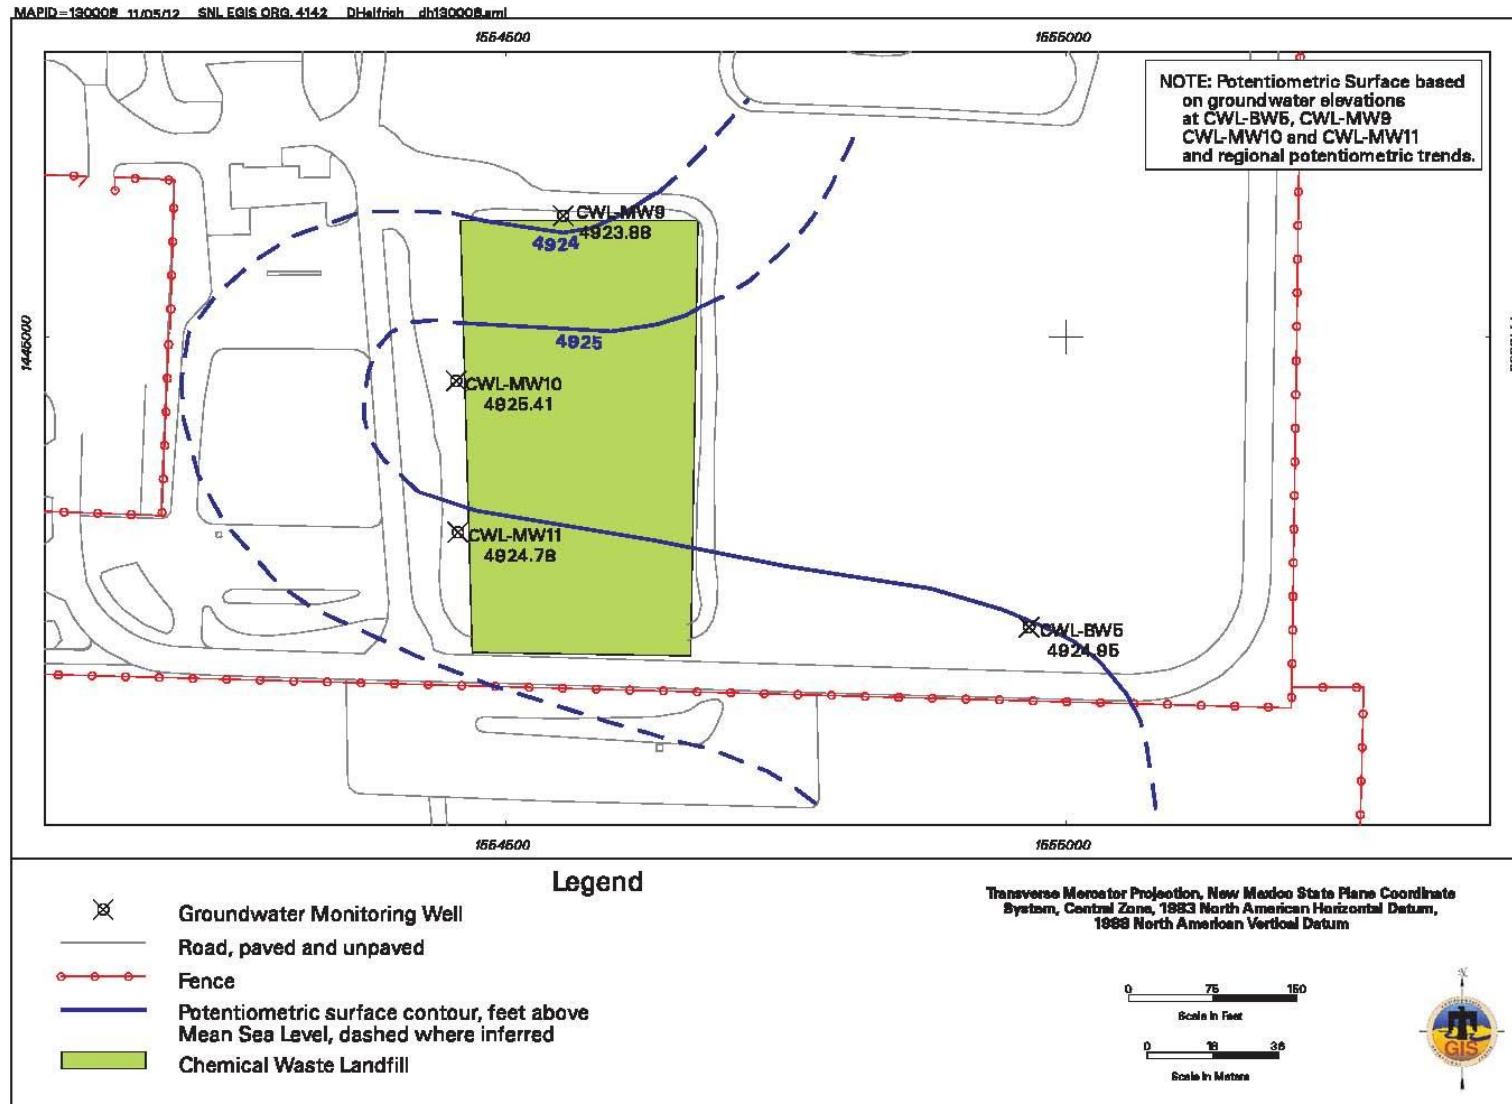 MAPID=130008 11/05/12 SNL EGIS ORG. 4142 DHelfrich dh130008.aml
1554500 1555000
NOTE: Potentiometric Surface based
on groundwater elevations
at CWL-BW5, CWL-MW9
CWL-MW10 and CWL-MW11
and regional potentiometric trends.
CWL-MW9
4923.88
4924
1445000
4925
CWL-MW10
4925.41
CWL-MW11
4924.78
CWL-BW5
4924.95
1554500 1555000
Legend
Groundwater Monitoring Well
Road, paved and unpaved
Fence
Potentiometric surface contour, feet above
Mean Sea Level, dashed where inferred
Chemical Waste Landfill
Transverse Mercator Projection, New Mexico State Plane Coordinate
System, Central Zone, 1983 North American Horizontal Datum,
1988 North American Vertical Datum
0 75 150
Scale in Feet
0 18 36
Scale in Meters
GIS